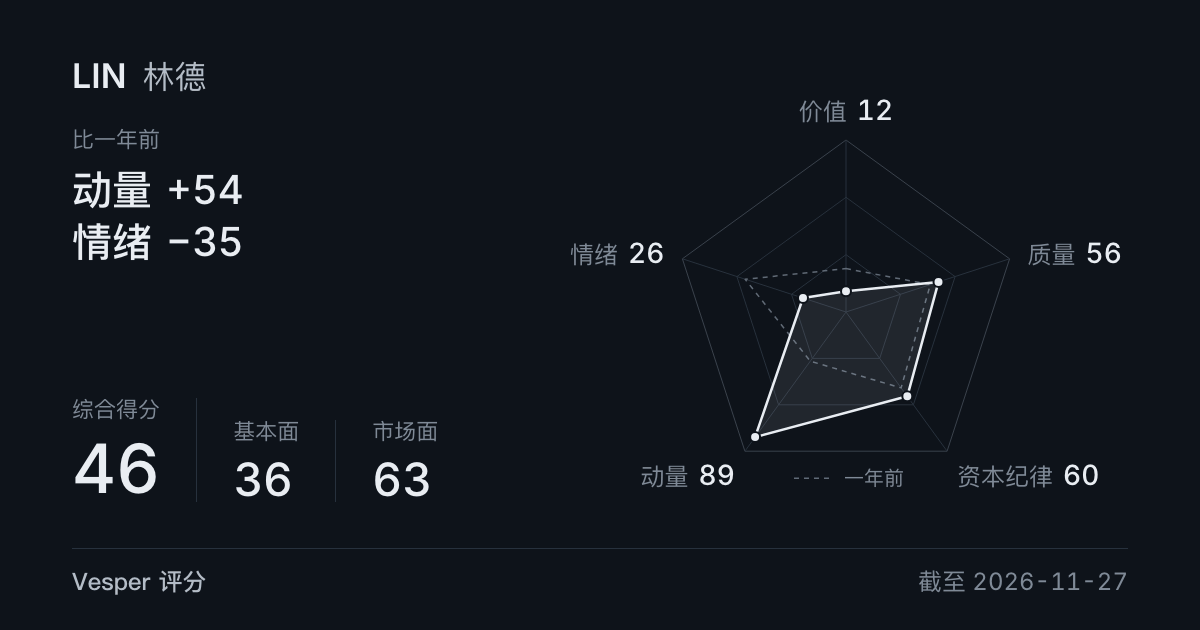 LIN 林德
比一年前
动量 +54
情绪 −35
综合得分
46
基本面
36
市场面
63
价值 12
质量 56
资本纪律 60
动量 89
情绪 26
一年前
Vesper 评分
截至 2026-11-27